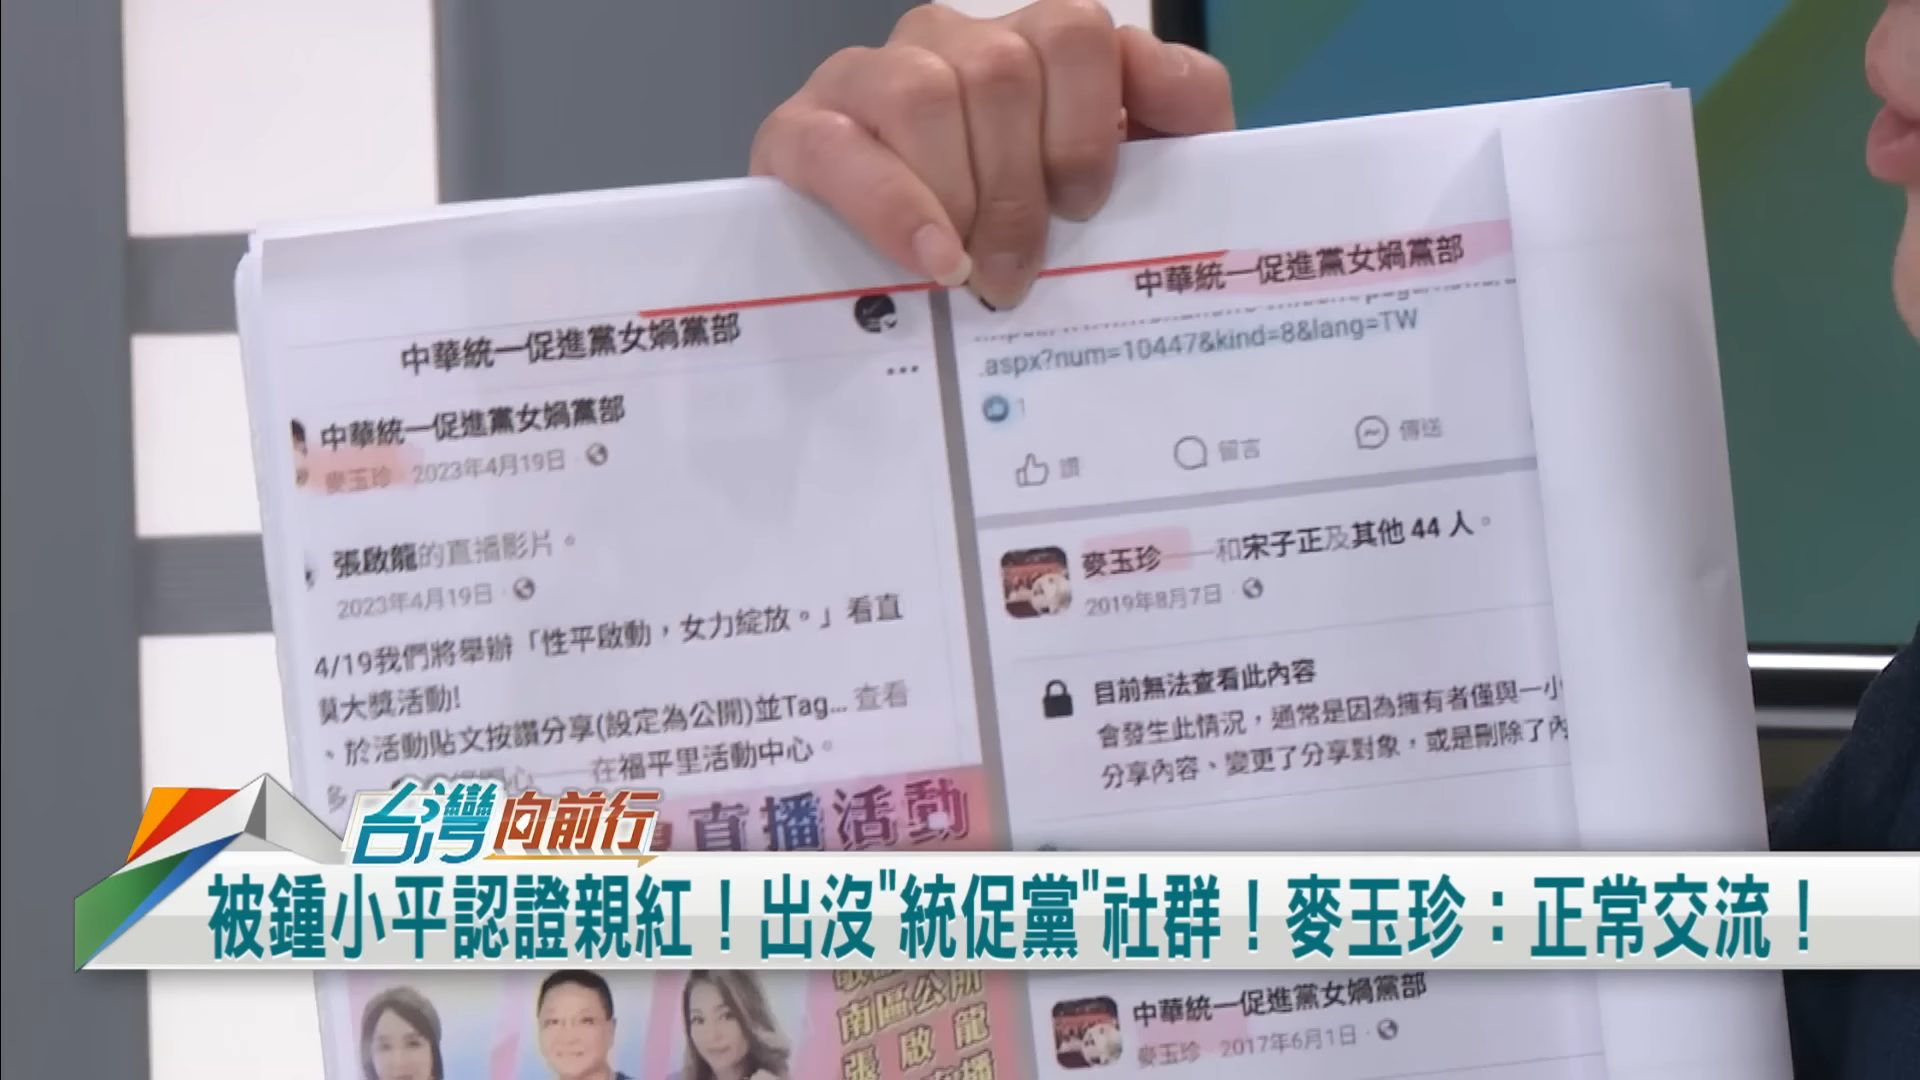 中華統一促進黨女媧黨部
中華統一促進黨女媧黨部
麥玉珍 · 2023年4月19日
張啟龍的直播影片。
2023年4月19日
4/19我們將舉辦「性平啟動，女力綻放。」看直
莫大獎活動!
、於活動貼文按讚分享(設定為公開)並Tag... 查看
多
在福平里活動中心。
直播活動
南區公所
張啟龍
中華統一促進黨女媧黨部
.aspx?num=10447&kind=8&lang=TW
1
讚 留言 傳送
麥玉珍——和宋子正及其他 44 人。
2019年8月7日
目前無法查看此內容
會發生此情況，通常是因為擁有者僅與一小
分享內容、變更了分享對象，或是刪除了內
台灣向前行
被鍾小平認證親紅！出沒"統促黨"社群！麥玉珍：正常交流！
中華統一促進黨女媧黨部
麥玉珍 · 2017年6月1日